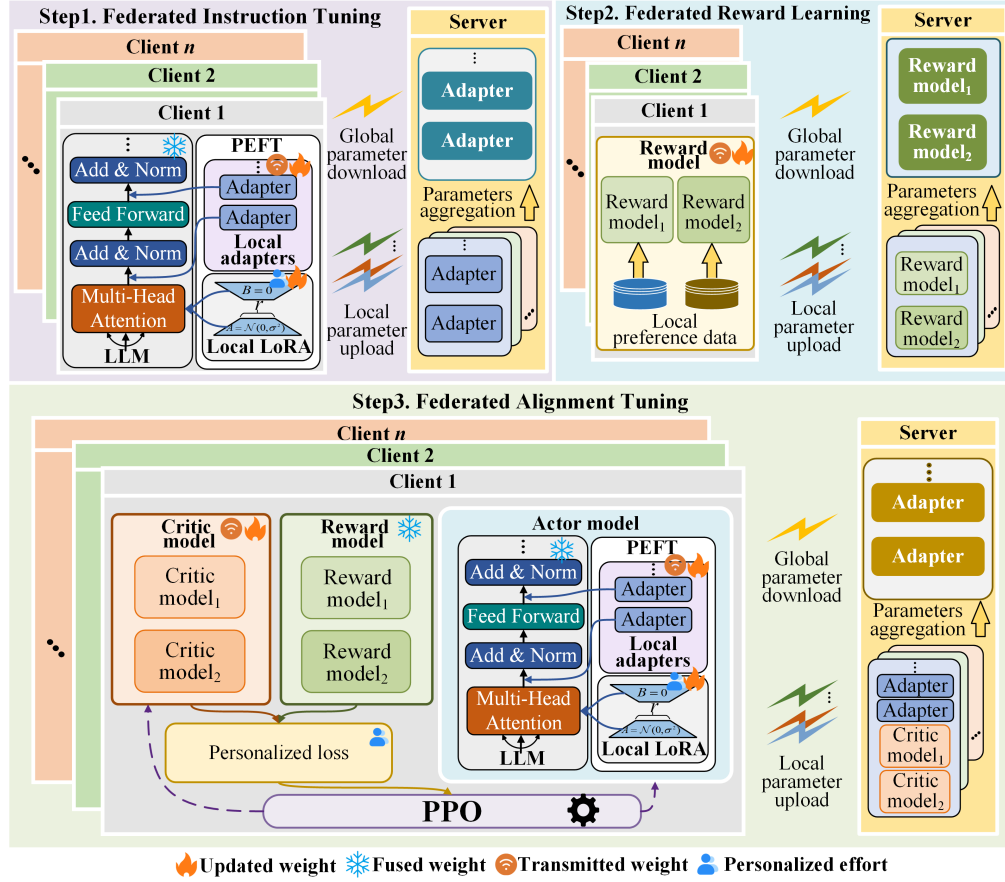 Step1. Federated Instruction Tuning
Client n
Client 2
Client 1
...
Add & Norm
Feed Forward
Add & Norm
Multi-Head
Attention
LLM
PEFT
...
Adapter
Adapter
Local
adapters
B = 0
r
A = N(0, σ²)
Local LoRA
...
Global
parameter
download
...
Local
parameter
upload
Server
...
Adapter
Adapter
Parameters
aggregation
Adapter
Adapter
...
Step2. Federated Reward Learning
Client n
Client 2
Client 1
Reward
model
Reward
model₁
Reward
model₂
Local
preference data
...
Global
parameter
download
...
Local
parameter
upload
Server
Reward
model₁
Reward
model₂
Parameters
aggregation
Reward
model₁
Reward
model₂
...
Step3. Federated Alignment Tuning
Client n
Client 2
Client 1
...
Critic
model
Critic
model₁
Critic
model₂
Reward
model
Reward
model₁
Reward
model₂
Personalized loss
PPO
Actor model
...
Add & Norm
Feed Forward
Add & Norm
Multi-Head
Attention
LLM
PEFT
...
Adapter
Adapter
Local
adapters
B = 0
r
A = N(0, σ²)
Local LoRA
Global
parameter
download
...
Local
parameter
upload
Server
...
Adapter
Adapter
Parameters
aggregation
Adapter
Adapter
Critic
model₁
Critic
model₂
...
Updated weight Fused weight Transmitted weight Personalized effort